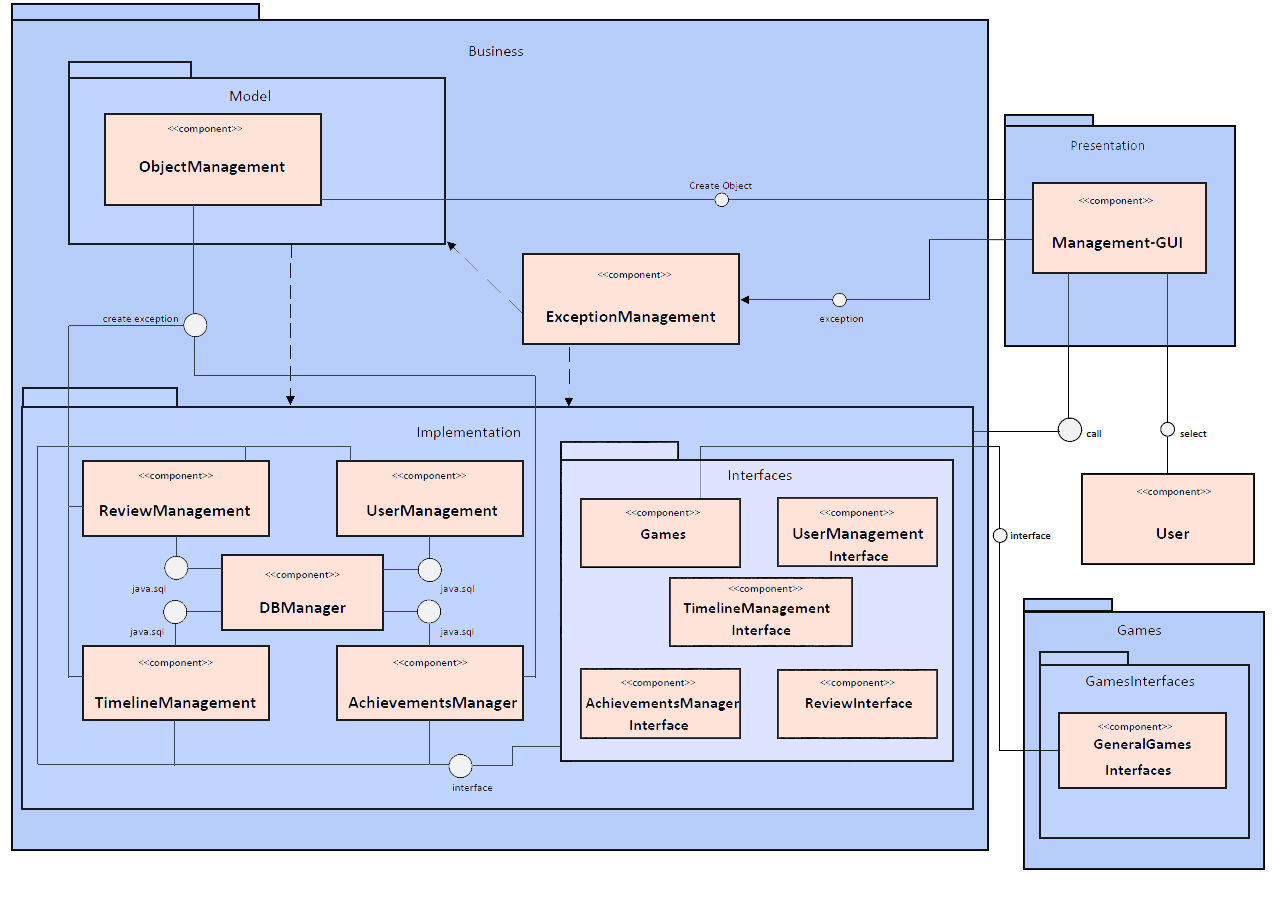 Business
Model
<<component>>
ObjectManagement
Create Object
Presentation
<<component>>
Management-GUI
<<component>>
ExceptionManagement
exception
create exception
call
select
<<component>>
User
Implementation
<<component>>
ReviewManagement
<<component>>
UserManagement
java.sql
java.sql
<<component>>
DBManager
java.sql
java.sql
<<component>>
TimelineManagement
<<component>>
AchievementsManager
interface
Interfaces
<<component>>
Games
<<component>>
UserManagement
Interface
<<component>>
TimelineManagement
Interface
<<component>>
AchievementsManager
Interface
<<component>>
ReviewInterface
interface
Games
GamesInterfaces
<<component>>
GeneralGames
Interfaces